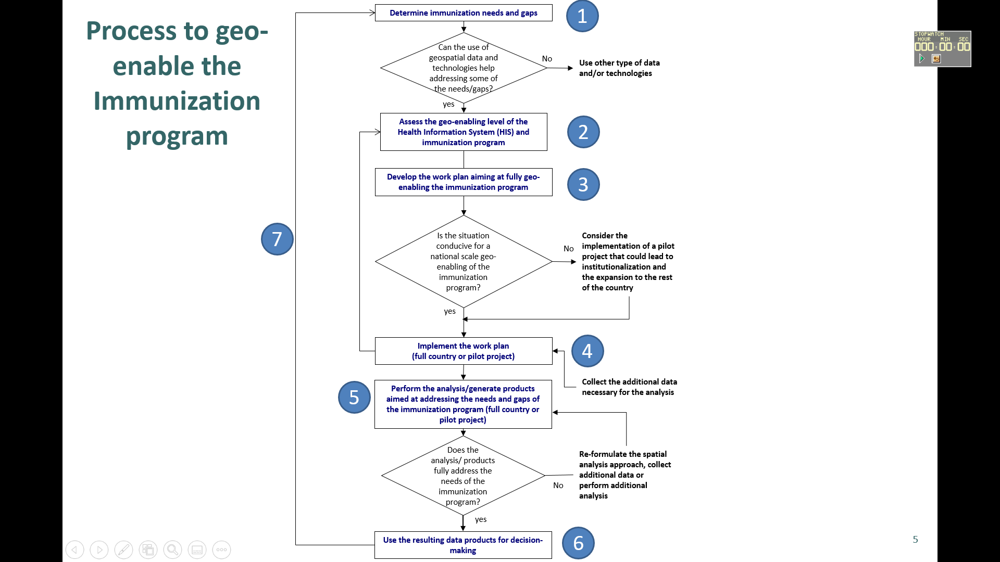 Process to geo-
enable the
Immunization
program
Determine immunization needs and gaps
1
Can the use of
geospatial data and
technologies help
addressing some of
the needs/gaps?
No
Use other type of data
and/or technologies
yes
Assess the geo-enabling level of the
Health Information System (HIS) and
immunization program
2
Develop the work plan aiming at fully geo-
enabling the immunization program
3
Is the situation
conducive for a
national scale geo-
enabling of the
immunization
program?
No
Consider the
implementation of a pilot
project that could lead to
institutionalization and
the expansion to the rest
of the country
yes
7
Implement the work plan
(full country or pilot project)
4
Collect the additional data
necessary for the analysis
5
Perform the analysis/generate products
aimed at addressing the needs and gaps of
the immunization program (full country or
pilot project)
Does the
analysis/ products
fully address the
needs of the
immunization
program?
No
Re-formulate the spatial
analysis approach, collect
additional data or
perform additional
analysis
yes
Use the resulting data products for decision-
making
6
STOPWATCH
HOUR MIN SEC
000:00:00
5